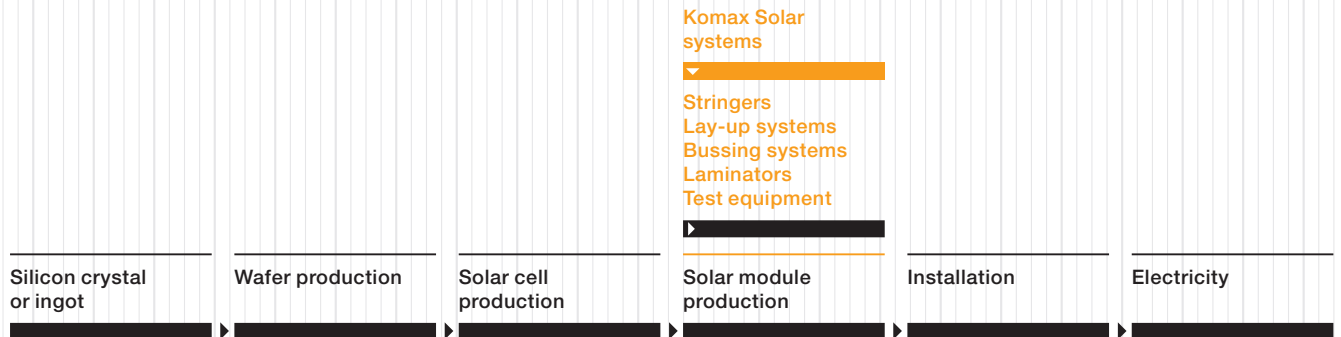 Komax Solar
systems
Stringers
Lay-up systems
Bussing systems
Laminators
Test equipment
Silicon crystal
or ingot
Wafer production
Solar cell
production
Solar module
production
Installation
Electricity